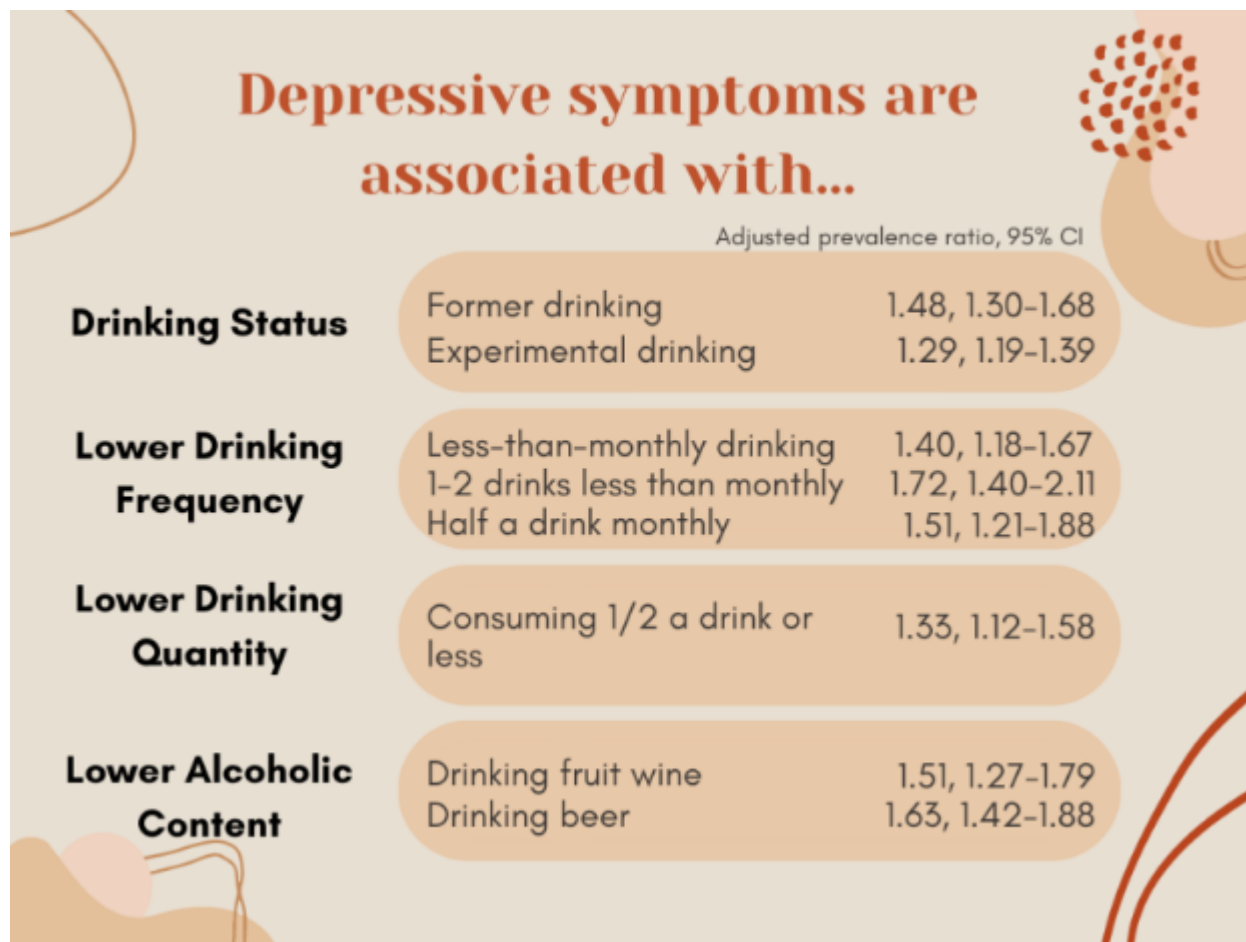 Depressive symptoms are
associated with...
Adjusted prevalence ratio, 95% CI
Drinking Status
Former drinking 1.48, 1.30-1.68
Experimental drinking 1.29, 1.19-1.39
Lower Drinking
Frequency
Less-than-monthly drinking 1.40, 1.18-1.67
1-2 drinks less than monthly 1.72, 1.40-2.11
Half a drink monthly 1.51, 1.21-1.88
Lower Drinking
Quantity
Consuming 1/2 a drink or
less
1.33, 1.12-1.58
Lower Alcoholic
Content
Drinking fruit wine 1.51, 1.27-1.79
Drinking beer 1.63, 1.42-1.88